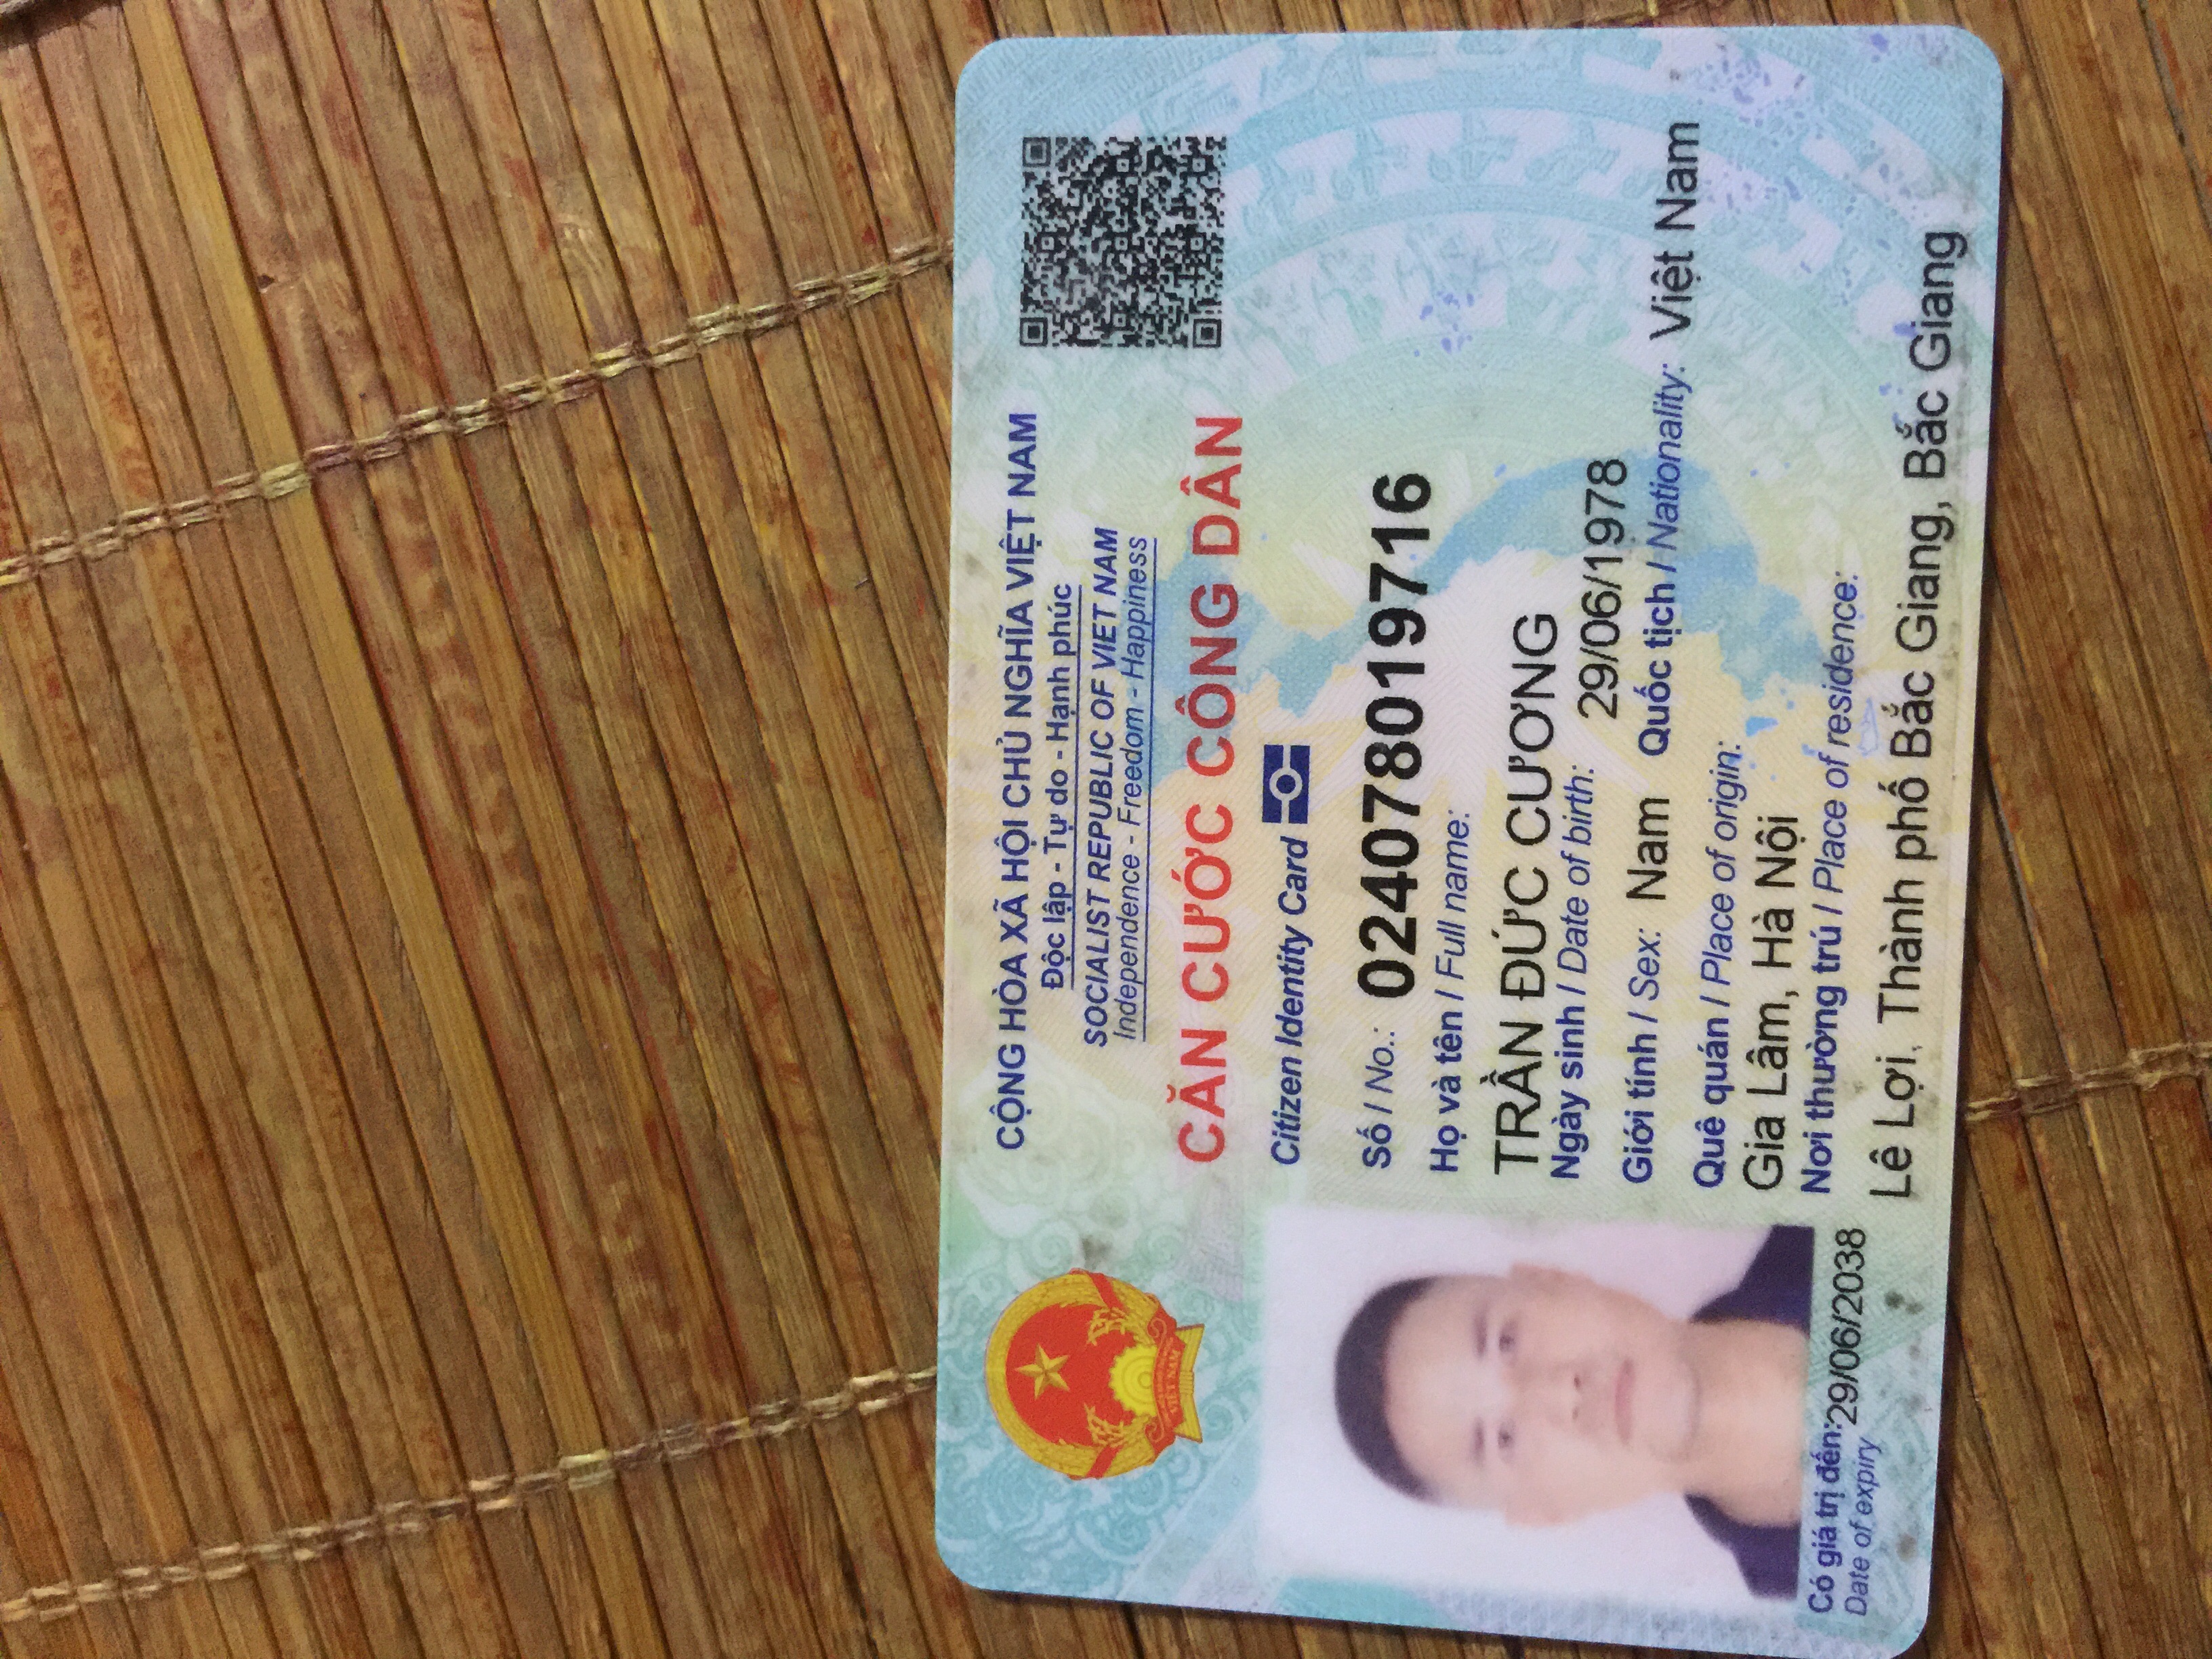 CỘNG HÒA XÃ HỘI CHỦ NGHĨA VIỆT NAM
Độc lập - Tự do - Hạnh phúc
SOCIALIST REPUBLIC OF VIET NAM
Independence - Freedom - Happiness
CĂN CƯỚC CÔNG DÂN
Citizen Identity Card
Số / No.: 024078019716
Họ và tên / Full name:
TRẦN ĐỨC CƯƠNG
Ngày sinh / Date of birth: 29/06/1978
Giới tính / Sex: Nam Quốc tịch / Nationality: Việt Nam
Quê quán / Place of origin:
Gia Lâm, Hà Nội
Nơi thường trú / Place of residence:
Lê Lợi, Thành phố Bắc Giang, Bắc Giang
Có giá trị đến: 29/06/2038
Date of expiry
VIỆT NAM